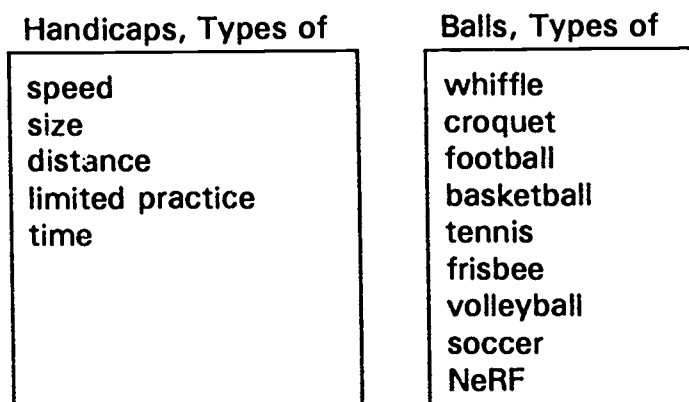 Handicaps, Types of
speed
size
distance
limited practice
time
Balls, Types of
whiffle
croquet
football
basketball
tennis
frisbee
volleyball
soccer
NeRF